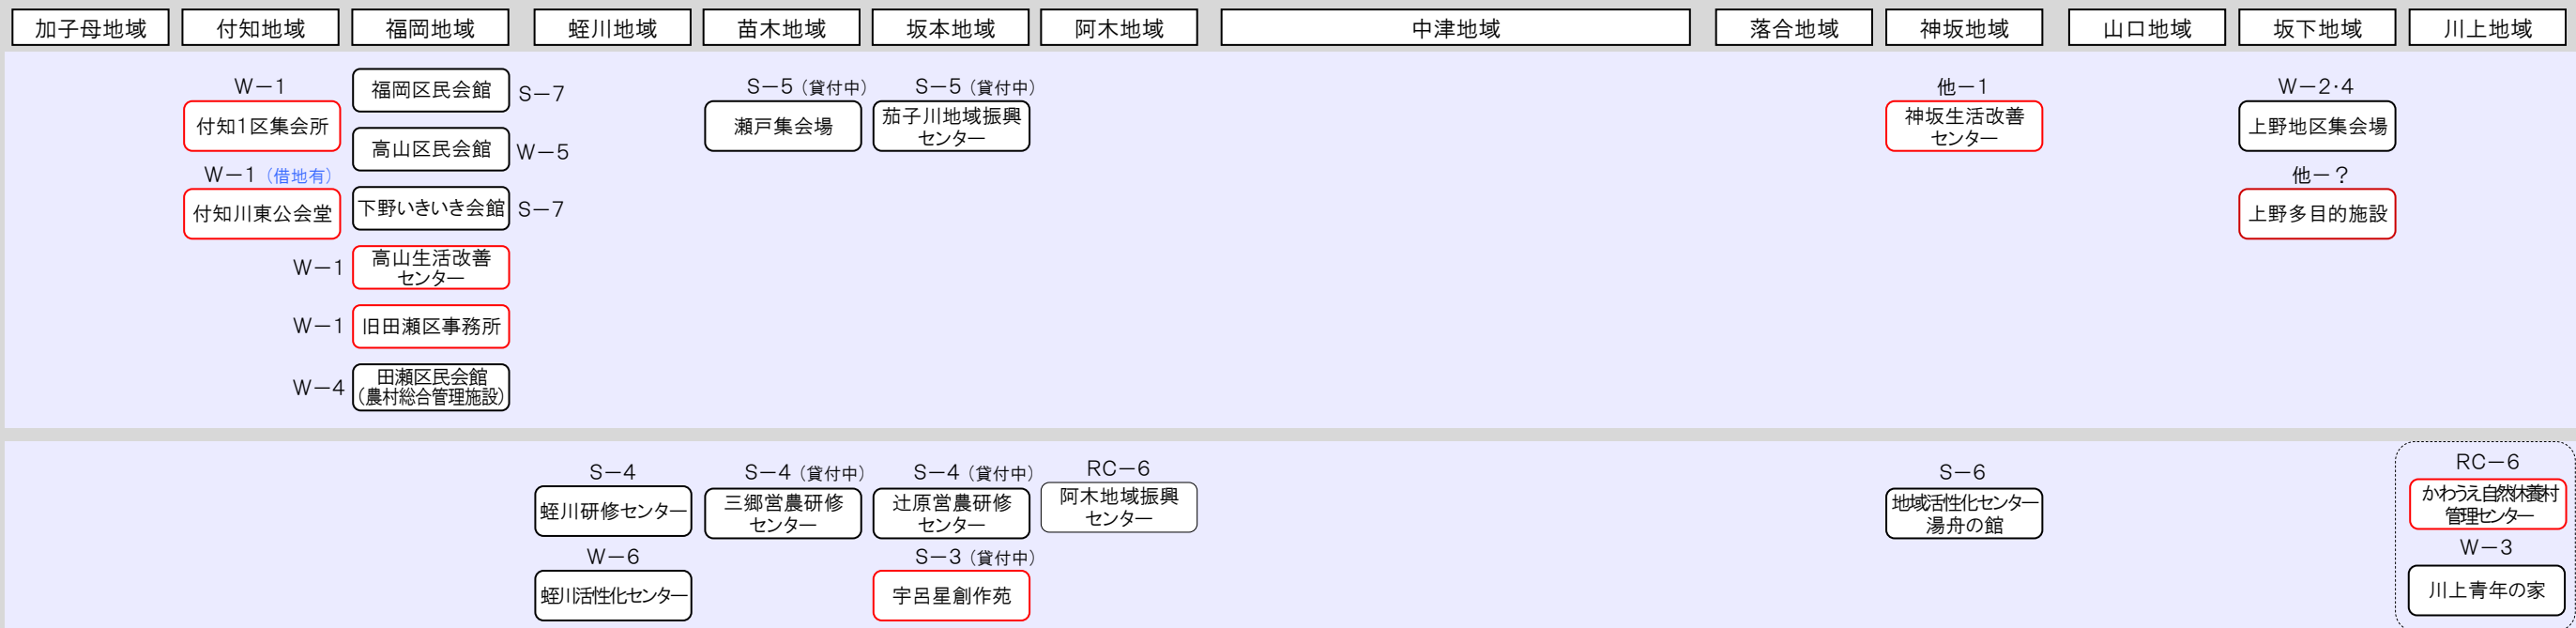 加子母地域 付知地域 福岡地域 蛭川地域 苗木地域 坂本地域 阿木地域 中津地域 落合地域 神坂地域 山口地域 坂下地域 川上地域
W－1
付知1区集会所
W－1（借地有）
付知川東公会堂
福岡区民会館 S－7
高山区民会館 W－5
下野いきいき会館 S－7
W－1 高山生活改善
センター
W－1 旧田瀬区事務所
W－4 田瀬区民会館
（農村総合管理施設）
S－5（貸付中）
瀬戸集会場
S－5（貸付中）
茄子川地域振興
センター
他－1
神坂生活改善
センター
W－2・4
上野地区集会場
他－？
上野多目的施設
S－4
蛭川研修センター
W－6
蛭川活性化センター
S－4（貸付中）
三郷営農研修
センター
S－4（貸付中）
辻原営農研修
センター
S－3（貸付中）
宇呂星創作苑
RC－6
阿木地域振興
センター
S－6
地域活性化センター
湯舟の館
RC－6
かわうえ自然休養村
管理センター
W－3
川上青年の家